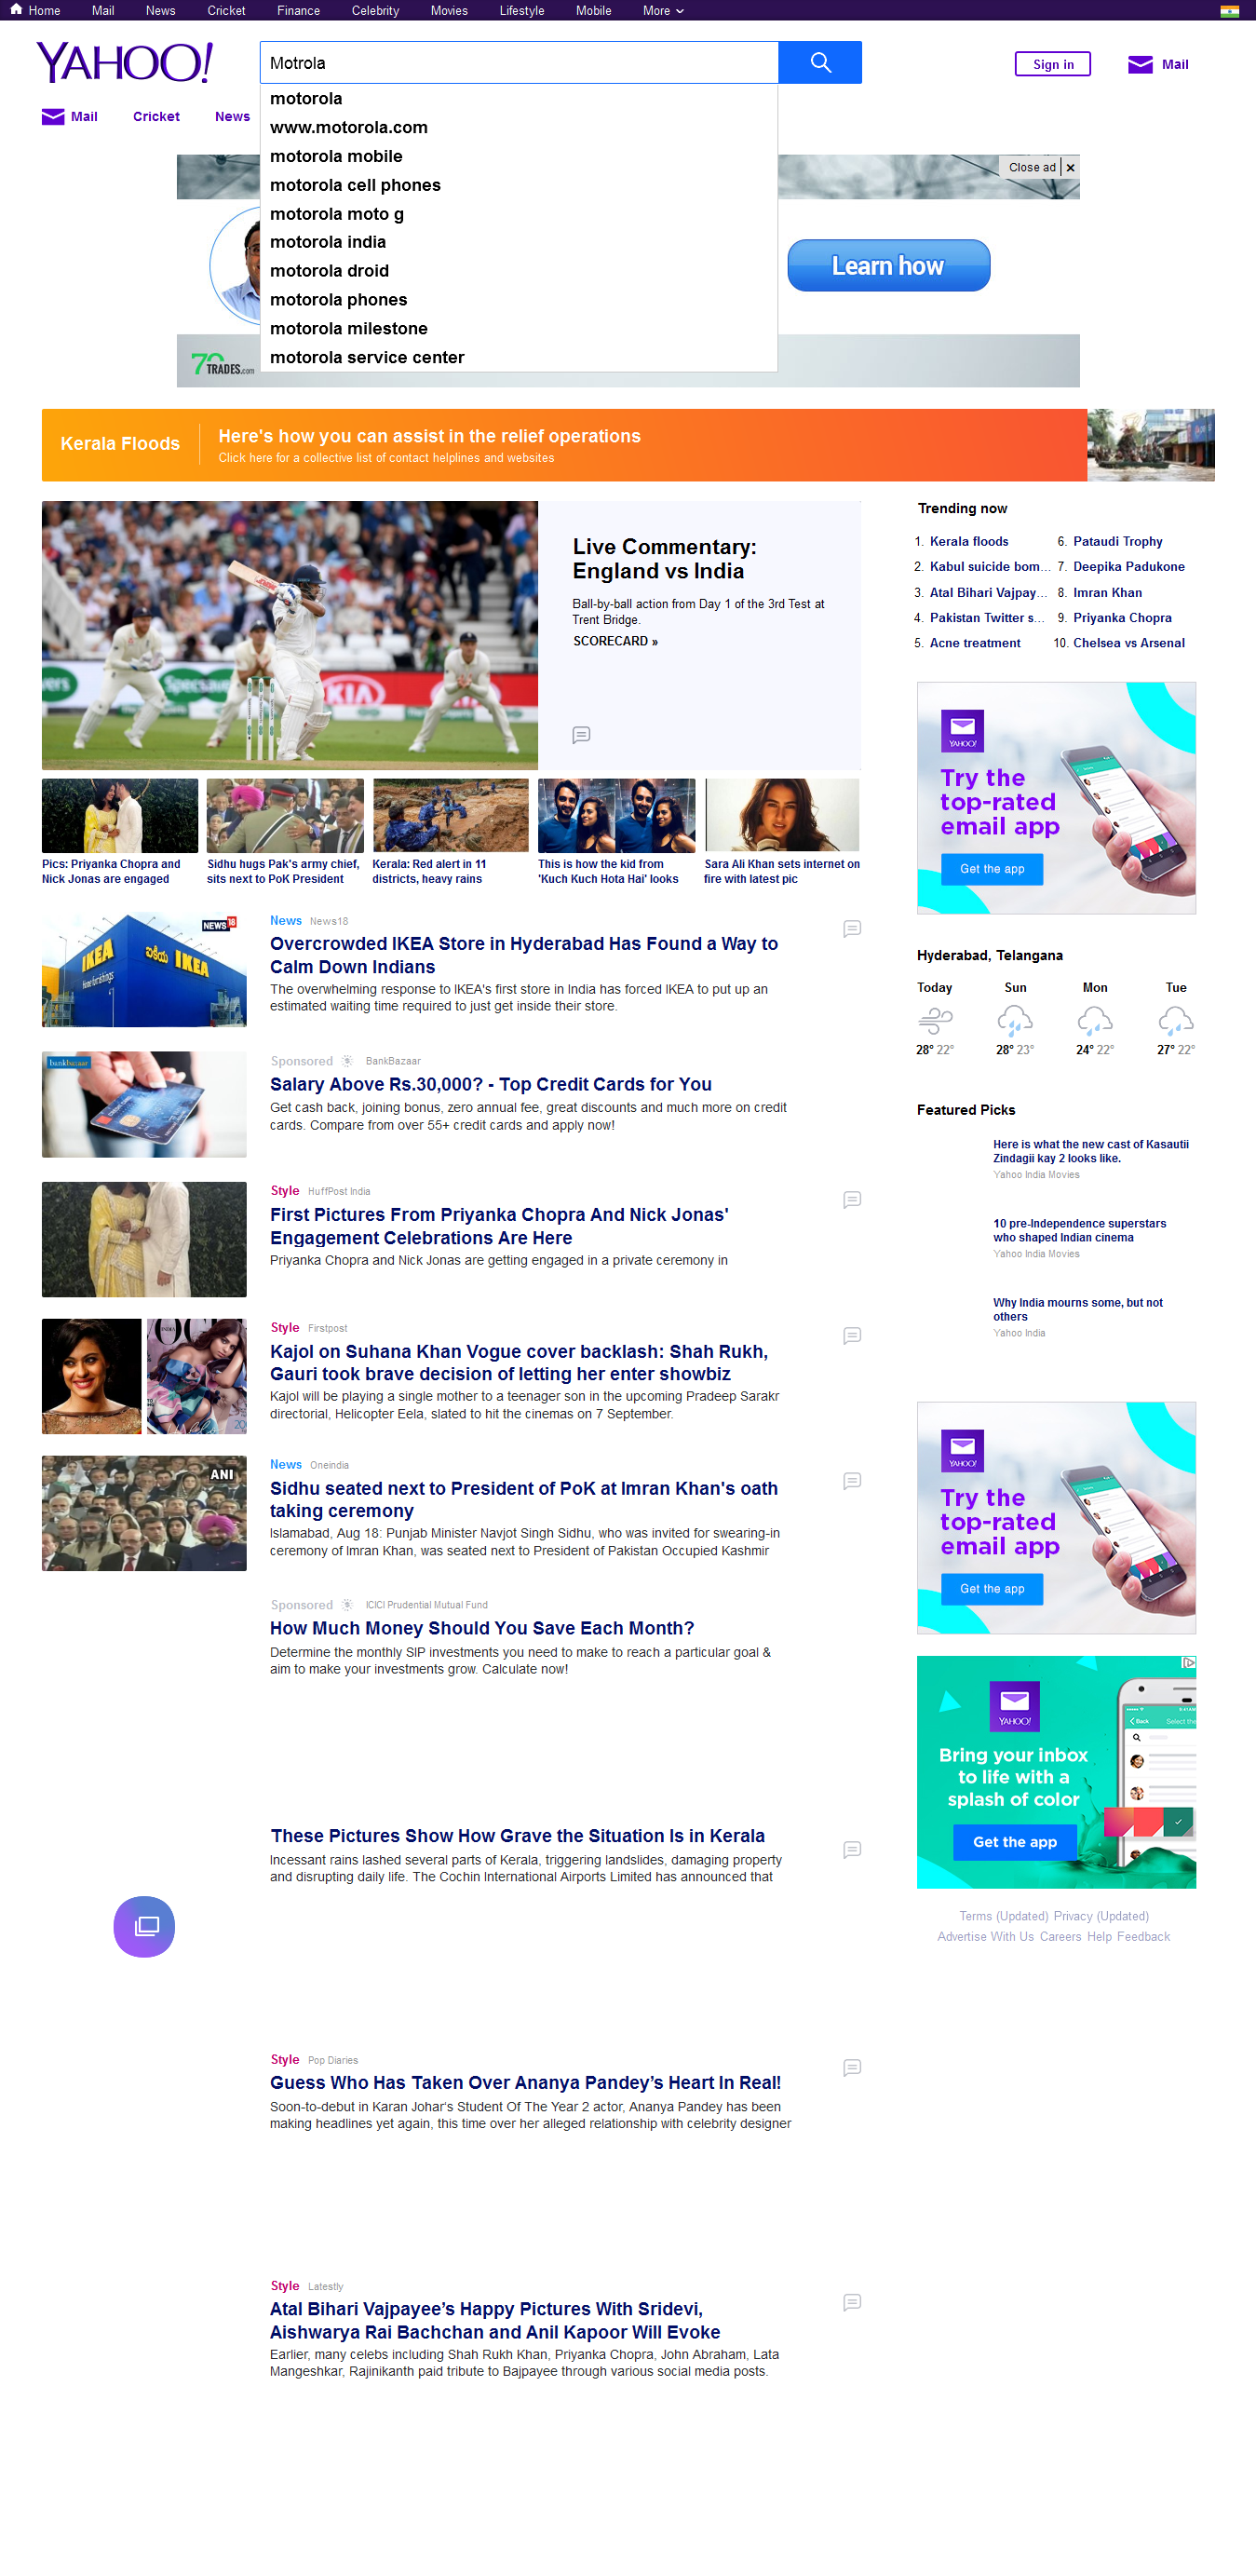 Home Mail News Cricket Finance Celebrity Movies Lifestyle Mobile More
YAHOO!
Motrola
Sign in
Mail
Mail Cricket News
motorola
www.motorola.com
motorola mobile
motorola cell phones
motorola moto g
motorola india
motorola droid
motorola phones
motorola milestone
motorola service center
Close ad ×
Learn how
70TRADES.com
Kerala Floods
Here's how you can assist in the relief operations
Click here for a collective list of contact helplines and websites
Specsavers
KIA
Live Commentary:
England vs India
Ball-by-ball action from Day 1 of the 3rd Test at
Trent Bridge.
SCORECARD »
Pics: Priyanka Chopra and
Nick Jonas are engaged
Sidhu hugs Pak's army chief,
sits next to PoK President
Kerala: Red alert in 11
districts, heavy rains
This is how the kid from
'Kuch Kuch Hota Hai' looks
Sara Ali Khan sets internet on
fire with latest pic
NEWS 18
IKEA
IKEA
News News18
Overcrowded IKEA Store in Hyderabad Has Found a Way to
Calm Down Indians
The overwhelming response to IKEA's first store in India has forced IKEA to put up an
estimated waiting time required to just get inside their store.
bankbazaar
Sponsored BankBazaar
Salary Above Rs.30,000? - Top Credit Cards for You
Get cash back, joining bonus, zero annual fee, great discounts and much more on credit
cards. Compare from over 55+ credit cards and apply now!
Style HuffPost India
First Pictures From Priyanka Chopra And Nick Jonas'
Engagement Celebrations Are Here
Priyanka Chopra and Nick Jonas are getting engaged in a private ceremony in
Style Firstpost
Kajol on Suhana Khan Vogue cover backlash: Shah Rukh,
Gauri took brave decision of letting her enter showbiz
Kajol will be playing a single mother to a teenager son in the upcoming Pradeep Sarakr
directorial, Helicopter Eela, slated to hit the cinemas on 7 September.
ANI
News Oneindia
Sidhu seated next to President of PoK at Imran Khan's oath
taking ceremony
Islamabad, Aug 18: Punjab Minister Navjot Singh Sidhu, who was invited for swearing-in
ceremony of Imran Khan, was seated next to President of Pakistan Occupied Kashmir
Sponsored ICICI Prudential Mutual Fund
How Much Money Should You Save Each Month?
Determine the monthly SIP investments you need to make to reach a particular goal &
aim to make your investments grow. Calculate now!
These Pictures Show How Grave the Situation Is in Kerala
Incessant rains lashed several parts of Kerala, triggering landslides, damaging property
and disrupting daily life. The Cochin International Airports Limited has announced that
Style Pop Diaries
Guess Who Has Taken Over Ananya Pandey’s Heart In Real!
Soon-to-debut in Karan Johar's Student Of The Year 2 actor, Ananya Pandey has been
making headlines yet again, this time over her alleged relationship with celebrity designer
Style Latestly
Atal Bihari Vajpayee’s Happy Pictures With Sridevi,
Aishwarya Rai Bachchan and Anil Kapoor Will Evoke
Earlier, many celebs including Shah Rukh Khan, Priyanka Chopra, John Abraham, Lata
Mangeshkar, Rajinikanth paid tribute to Bajpayee through various social media posts.
Trending now
1. Kerala floods
2. Kabul suicide bom...
3. Atal Bihari Vajpay...
4. Pakistan Twitter s...
5. Acne treatment
6. Pataudi Trophy
7. Deepika Padukone
8. Imran Khan
9. Priyanka Chopra
10. Chelsea vs Arsenal
YAHOO!
Try the
top-rated
email app
Get the app
Hyderabad, Telangana
Today Sun Mon Tue
28° 22° 28° 23° 24° 22° 27° 22°
Featured Picks
Here is what the new cast of Kasautii
Zindagii kay 2 looks like.
Yahoo India Movies
10 pre-Independence superstars
who shaped Indian cinema
Yahoo India Movies
Why India mourns some, but not
others
Yahoo India
YAHOO!
Try the
top-rated
email app
Get the app
YAHOO!
Bring your inbox
to life with a
splash of color
Get the app
Back Select the
Terms (Updated) Privacy (Updated)
Advertise With Us Careers Help Feedback